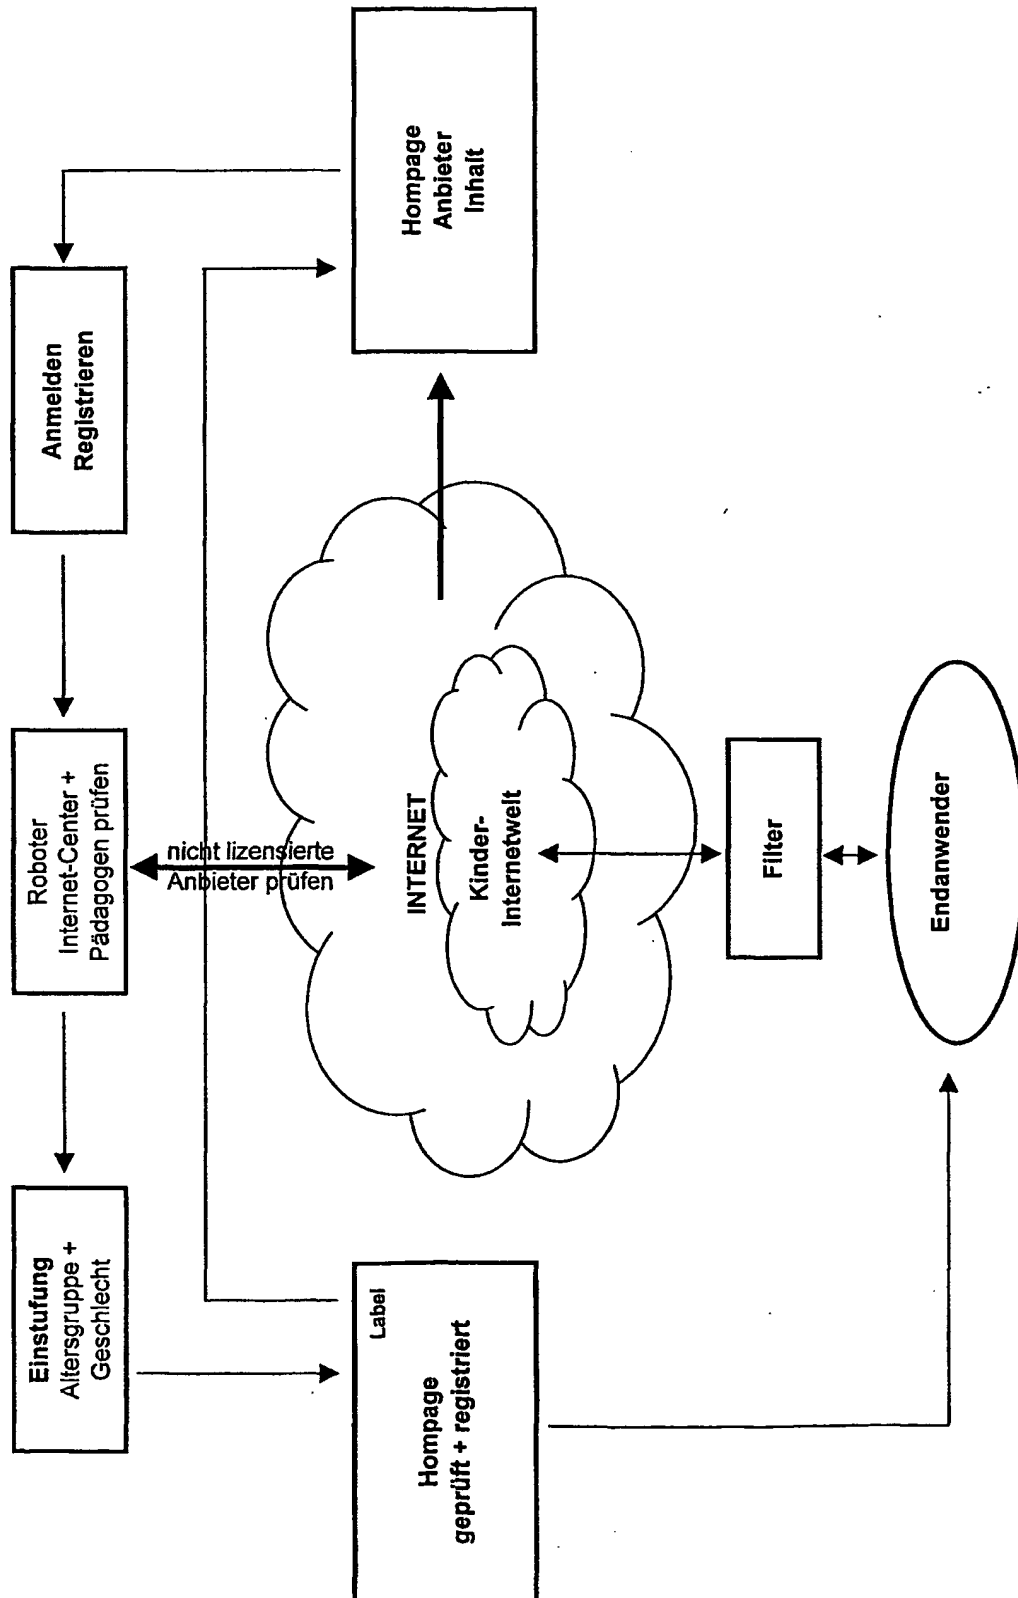 Einstufung
Altersgruppe +
Geschlecht
Roboter
Internet-Center +
Pädagogen prüfen
Anmelden
Registrieren
nicht lizensierte
Anbieter prüfen
Label
Hompage
geprüft + registriert
INTERNET
Kinder-
Internetwelt
Hompage
Anbieter
Inhalt
Filter
Endanwender